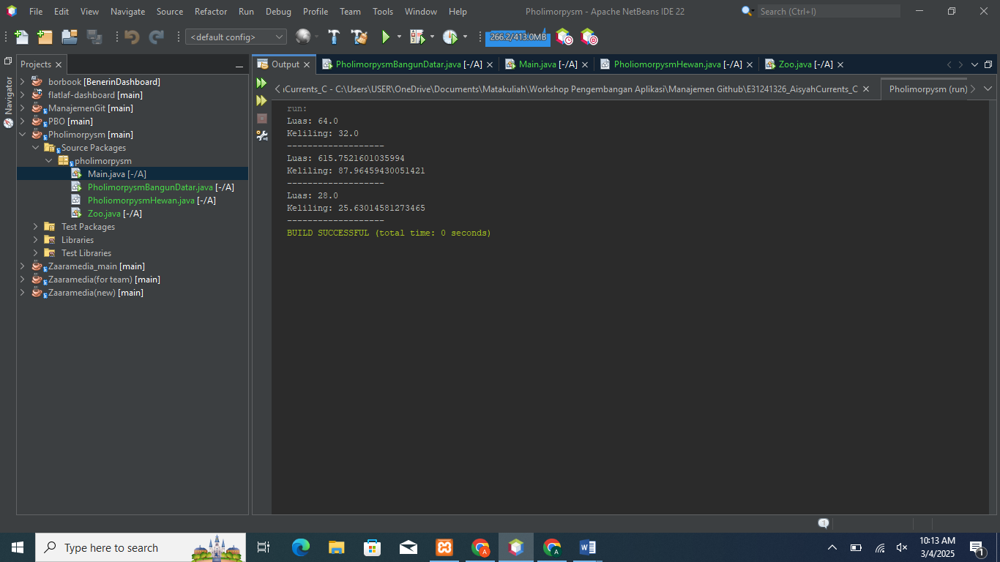 File Edit View Navigate Source Refactor Run Debug Profile Team Tools Window Help Pholimorpysm - Apache NetBeans IDE 22 Search (Ctrl+I)
<default config> 266.2/413.0MB
Projects
Navigator
borbook [BenerinDashboard]
flatlaf-dashboard [main]
ManajemenGit [main]
PBO [main]
Pholimorpysm [main]
Source Packages
pholimorpysm
Main.java [-/A]
PholimorpysmBangunDatar.java [-/A]
PholiomorpysmHewan.java [-/A]
Zoo.java [-/A]
Test Packages
Libraries
Test Libraries
Zaaramedia_main [main]
Zaaramedia(for team) [main]
Zaaramedia(new) [main]
Output PholimorpysmBangunDatar.java [-/A] Main.java [-/A] PholiomorpysmHewan.java [-/A] Zoo.java [-/A]
iCurrents_C - C:\Users\USER\OneDrive\Documents\Matakuliah\Workshop Pengembangan Aplikasi\Manajemen Github\E31241326_AisyahCurrents_C Pholimorpysm (run)
run:
Luas: 64.0
Keliling: 32.0
-------------------
Luas: 615.7521601035994
Keliling: 87.96459430051421
-------------------
Luas: 28.0
Keliling: 25.63014581273465
-------------------
BUILD SUCCESSFUL (total time: 0 seconds)
1
Type here to search
10:13 AM
3/4/2025
1